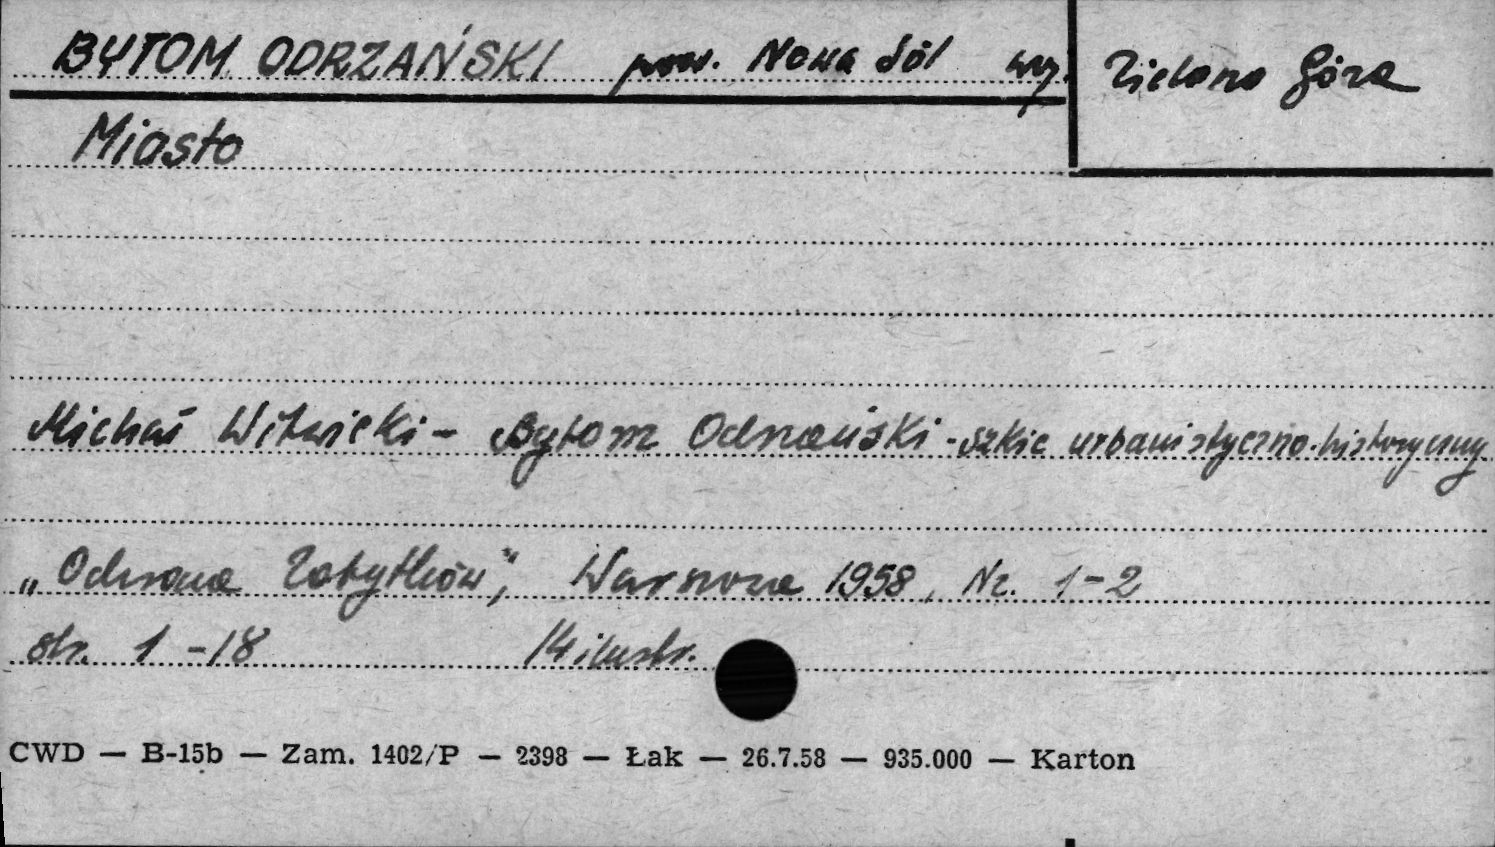 BYTOM ODRZAŃSKI pow. Nowa Sól woj. Zielona Góra
Miasto
Michał Witwicki - Bytom Odrzański - szkic urbanistyczno-historyczny
„Ochrona Zabytków", Warszawa 1958, Nr. 1-2
str. 1-18 14 ilustr.
CWD — B-15b — Zam. 1402/P — 2398 — Łak — 26.7.58 — 935.000 — Karton